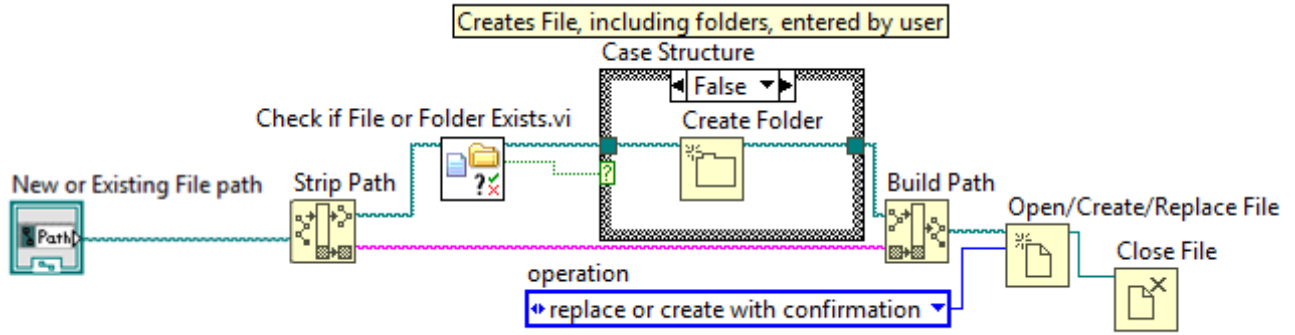 Creates File, including folders, entered by user
Case Structure
False
Check if File or Folder Exists.vi
Create Folder
?
New or Existing File path
Strip Path
Build Path
Path
Open/Create/Replace File
Close File
operation
replace or create with confirmation